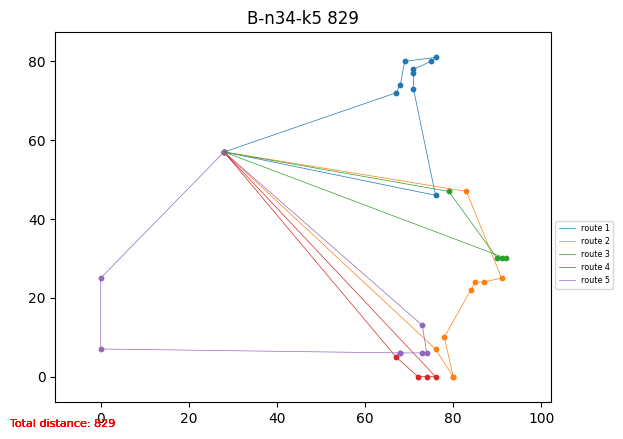 B-n34-k5 829
80
60
40
20
0
0 20 40 60 80 100
route 1
route 2
route 3
route 4
route 5
Total distance: 829